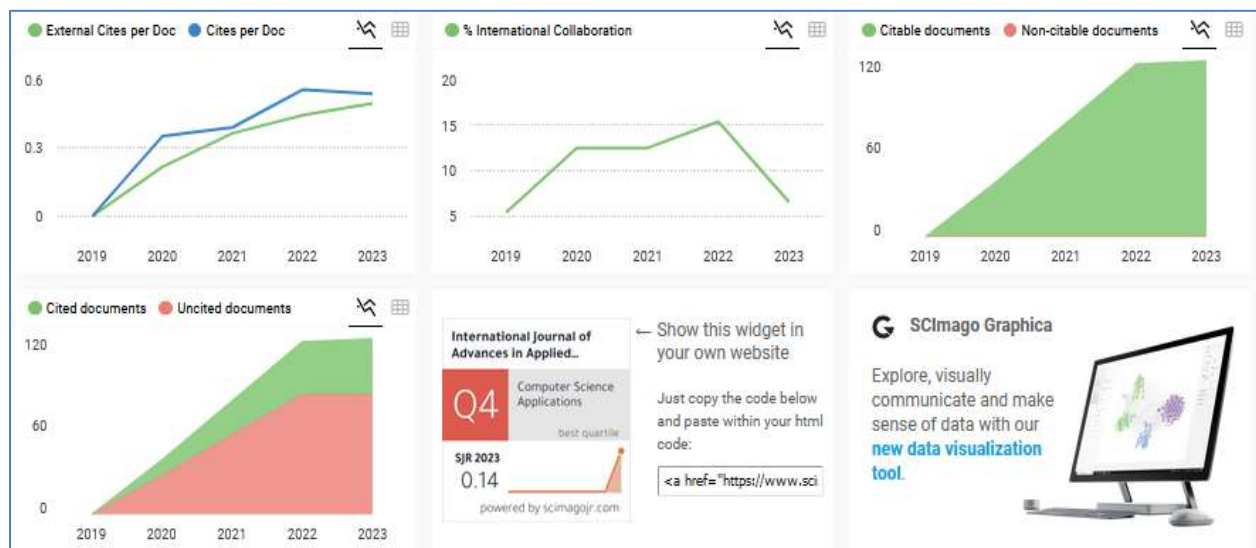 External Cites per Doc Cites per Doc
0.6
0.3
0
2019 2020 2021 2022 2023
% International Collaboration
20
15
10
5
2019 2020 2021 2022 2023
Citable documents Non-citable documents
120
60
0
2019 2020 2021 2022 2023
Cited documents Uncited documents
120
60
0
2019 2020 2021 2022 2023
International Journal of
Advances in Applied...
Q4
Computer Science
Applications
best quartile
SJR 2023
0.14
powered by scimagojr.com
← Show this widget in
your own website
Just copy the code below
and paste within your html
code:
<a href="https://www.sci
SCImago Graphica
Explore, visually
communicate and make
sense of data with our
new data visualization
tool.